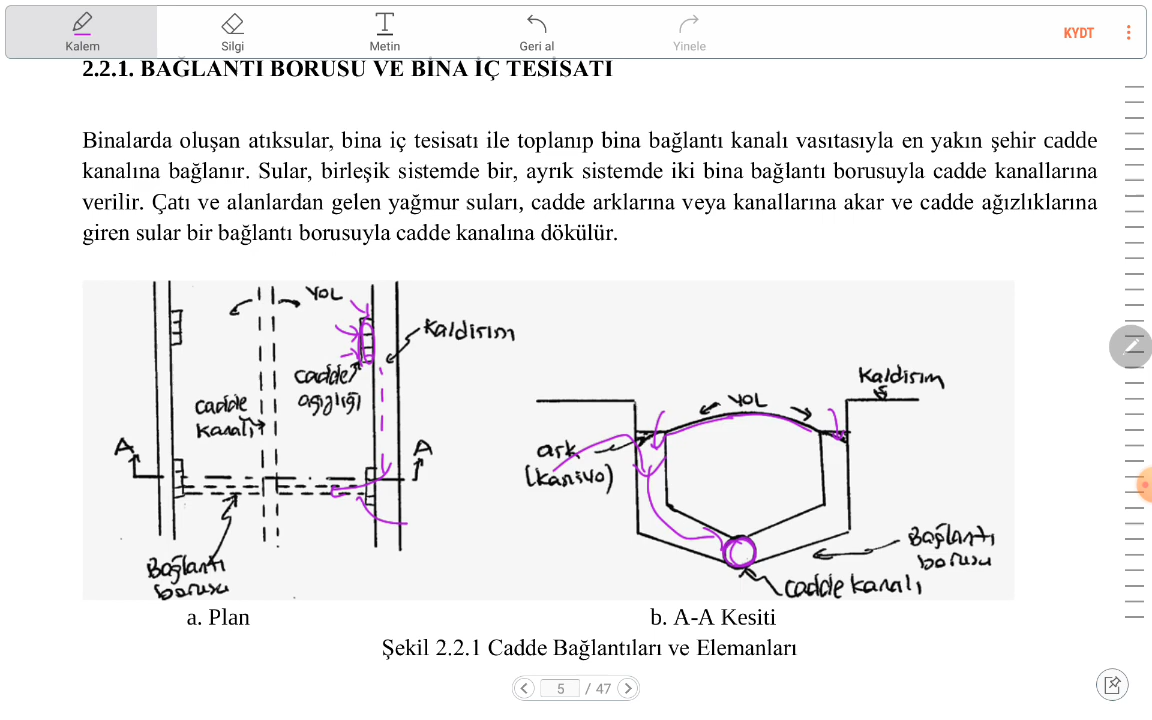 Kalem
Silgi
Metin
Geri al
Yinele
KYDT
2.2.1. BAĞLANTI BORUSU VE BİNA İÇ TESİSATI
Binalarda oluşan atıksular, bina iç tesisatı ile toplanıp bina bağlantı kanalı vasıtasıyla en yakın şehir cadde
kanalına bağlanır. Sular, birleşik sistemde bir, ayrık sistemde iki bina bağlantı borusuyla cadde kanallarına
verilir. Çatı ve alanlardan gelen yağmur suları, cadde arklarına veya kanallarına akar ve cadde ağızlıklarına
giren sular bir bağlantı borusuyla cadde kanalına dökülür.
YOL
Kaldırım
cadde
ağızlığı
cadde
kanalı
A
A
Bağlantı
borusu
Kaldırım
YOL
ark
(kanivo)
Bağlantı
borusu
cadde kanalı
a. Plan
b. A-A Kesiti
Şekil 2.2.1 Cadde Bağlantıları ve Elemanları
5 / 47